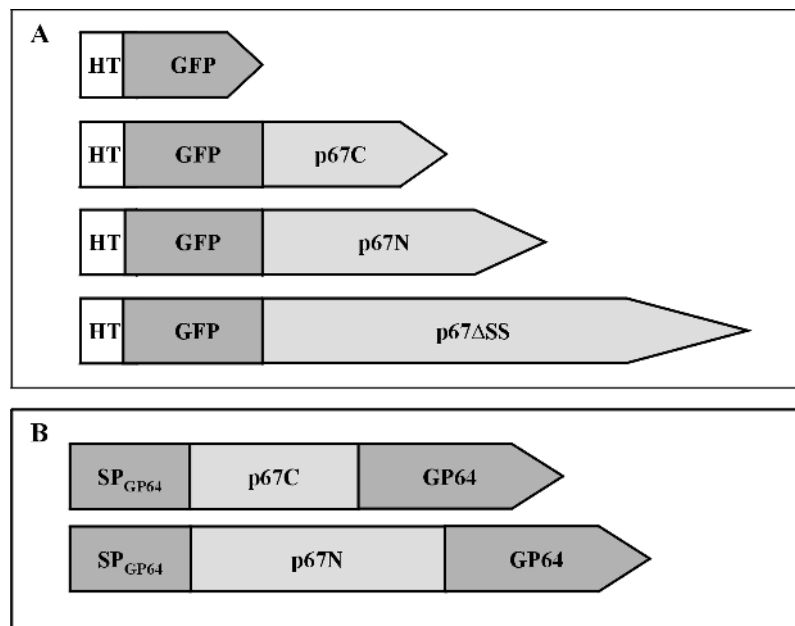 A
HT GFP
HT GFP p67C
HT GFP p67N
HT GFP p67ΔSS
B
SPGP64 p67C GP64
SPGP64 p67N GP64